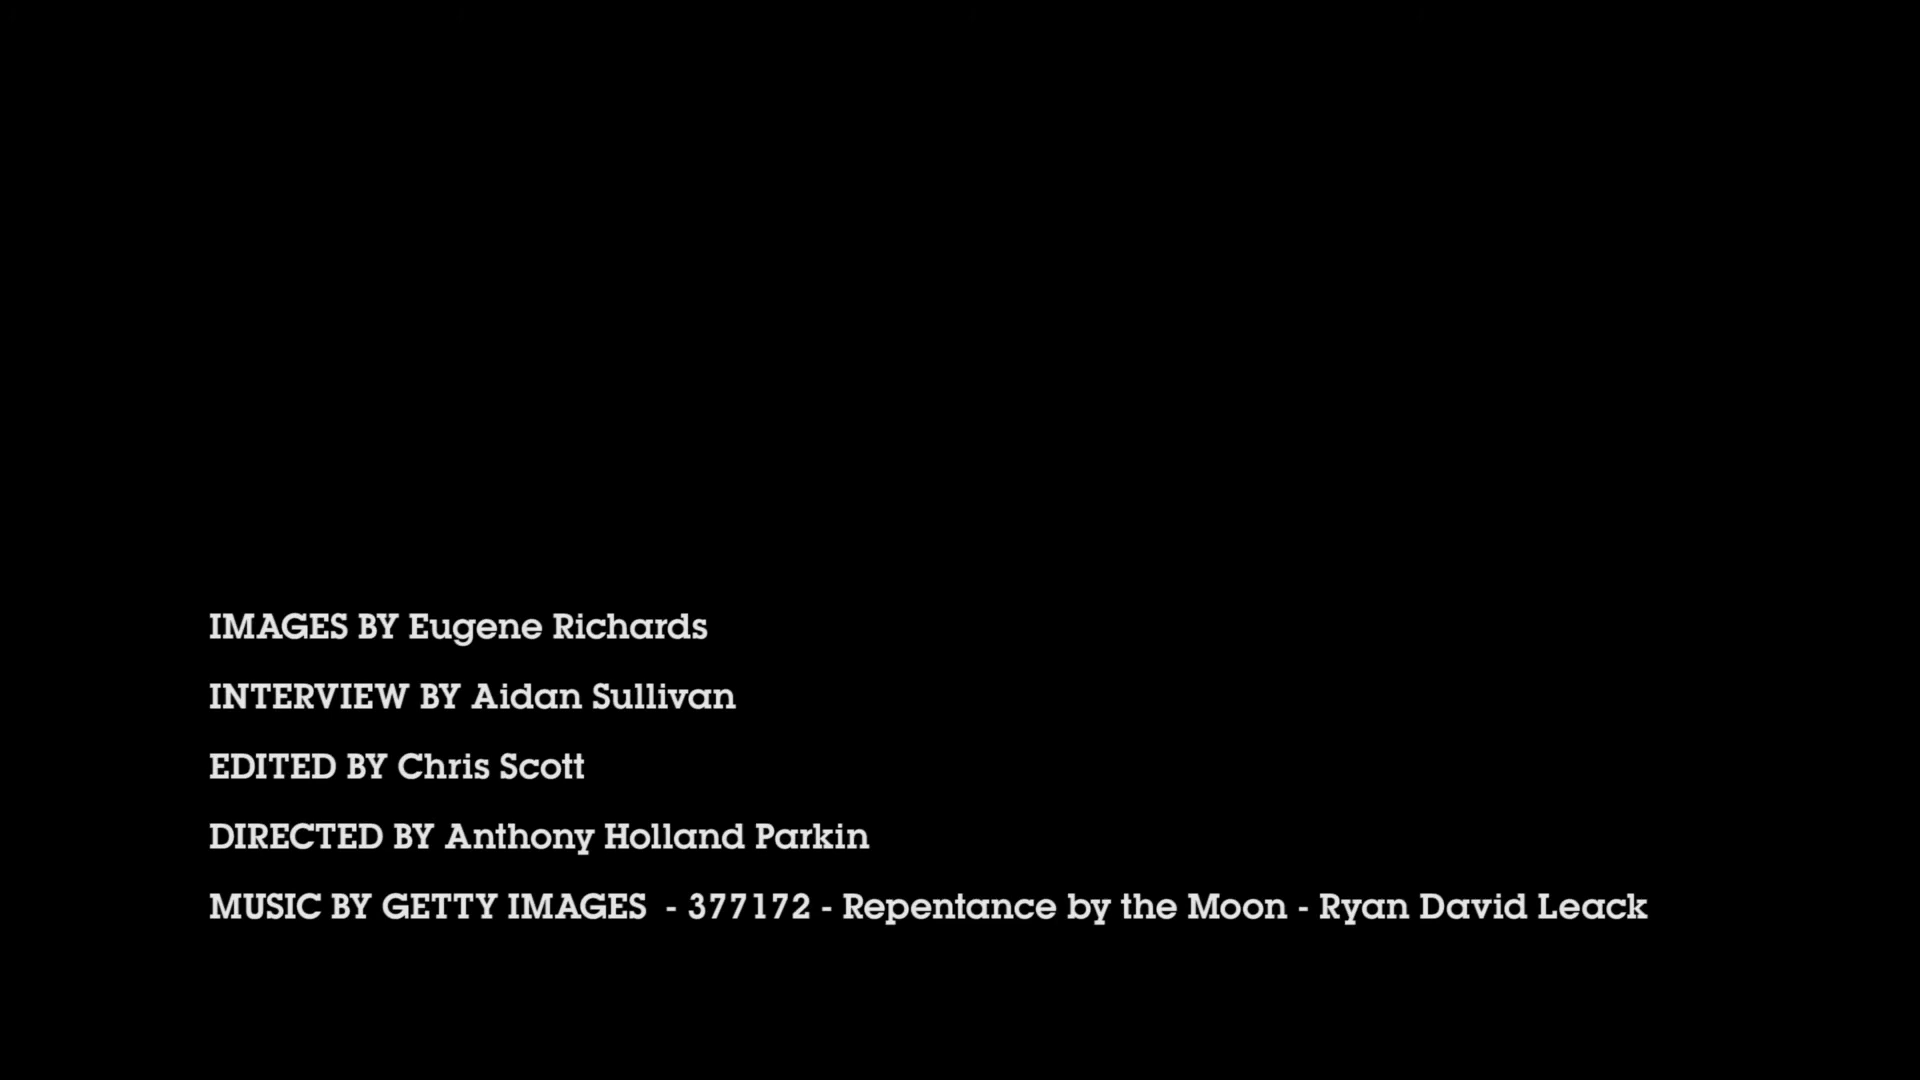 IMAGES BY Eugene Richards
INTERVIEW BY Aidan Sullivan
EDITED BY Chris Scott
DIRECTED BY Anthony Holland Parkin
MUSIC BY GETTY IMAGES - 377172 - Repentance by the Moon - Ryan David Leack